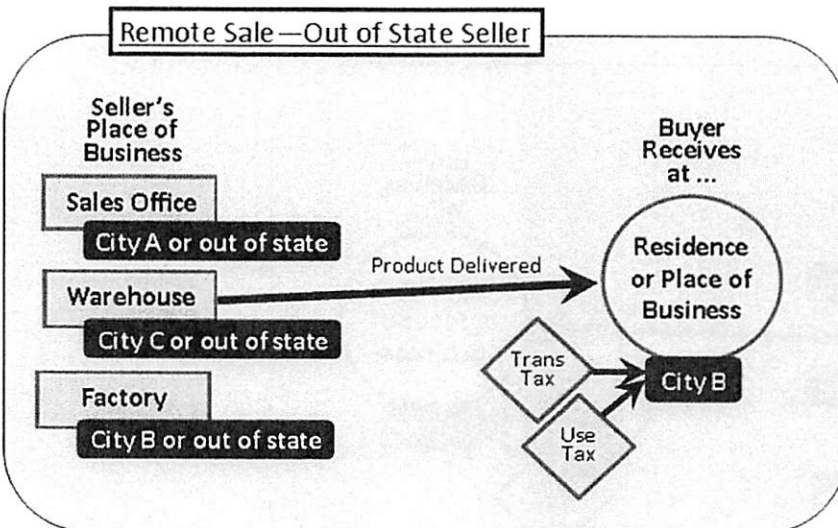 Remote Sale—Out of State Seller
Seller's
Place of
Business
Sales Office
City A or out of state
Warehouse
City C or out of state
Factory
City B or out of state
Product Delivered
Buyer
Receives
at ...
Residence
or Place of
Business
City B
Trans
Tax
Use
Tax